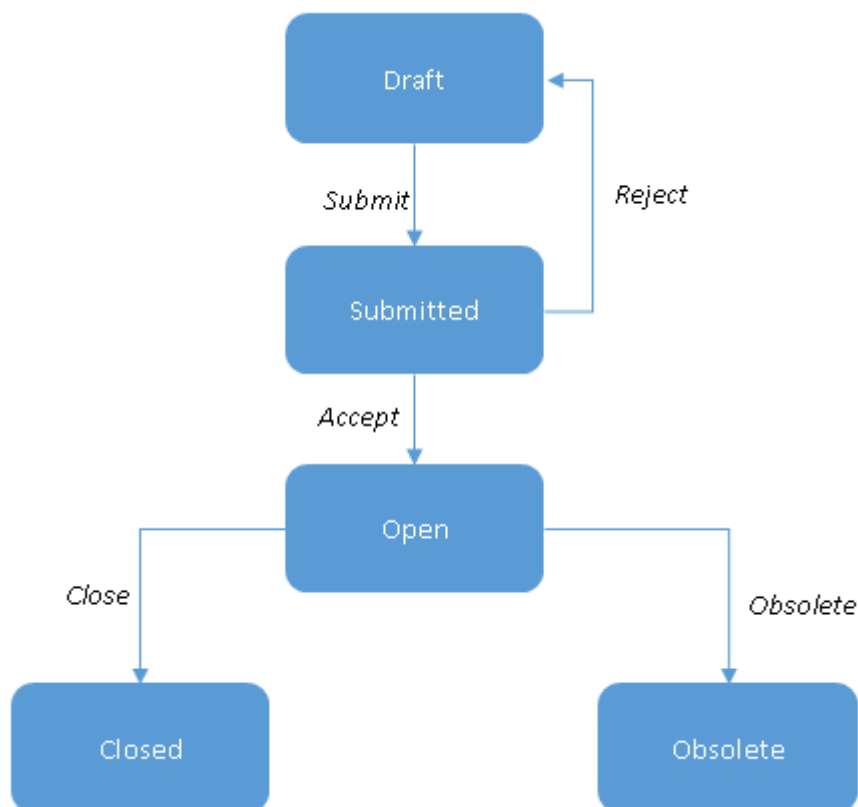 Draft
Submit
Reject
Submitted
Accept
Open
Close
Obsolete
Closed
Obsolete